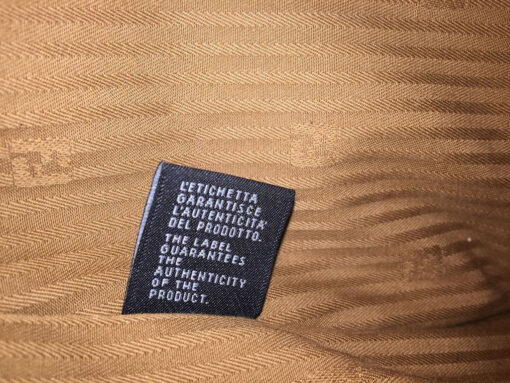 L'ETICHETTA
GARANTISCE
L'AUTENTICITA'
DEL PRODOTTO.
THE LABEL
GUARANTEES
THE
AUTHENTICITY
OF THE
PRODUCT.